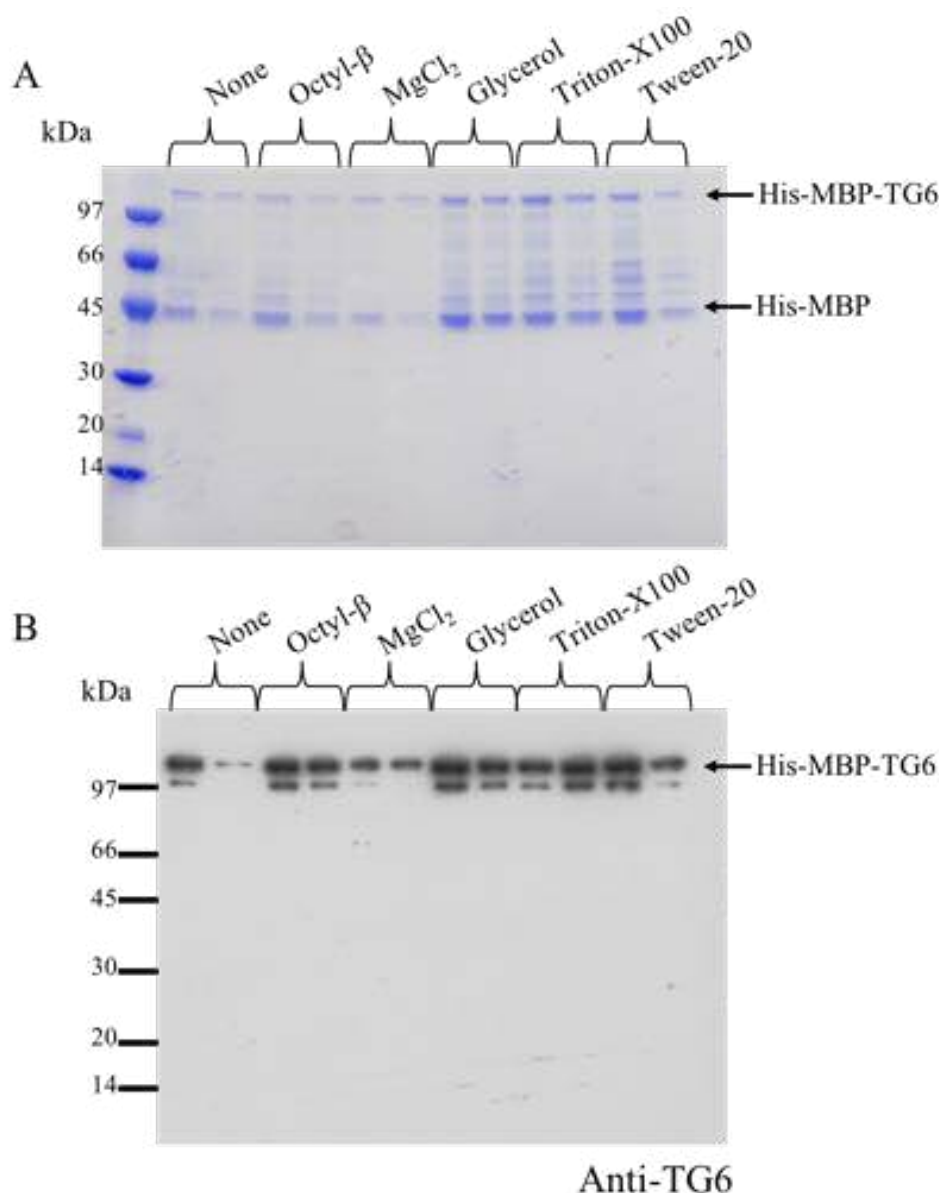 A
None Octyl-β MgCl₂ Glycerol Triton-X100 Tween-20
kDa
His-MBP-TG6
97
66
45
His-MBP
30
20
14
B
None Octyl-β MgCl₂ Glycerol Triton-X100 Tween-20
kDa
His-MBP-TG6
97
66
45
30
20
14
Anti-TG6